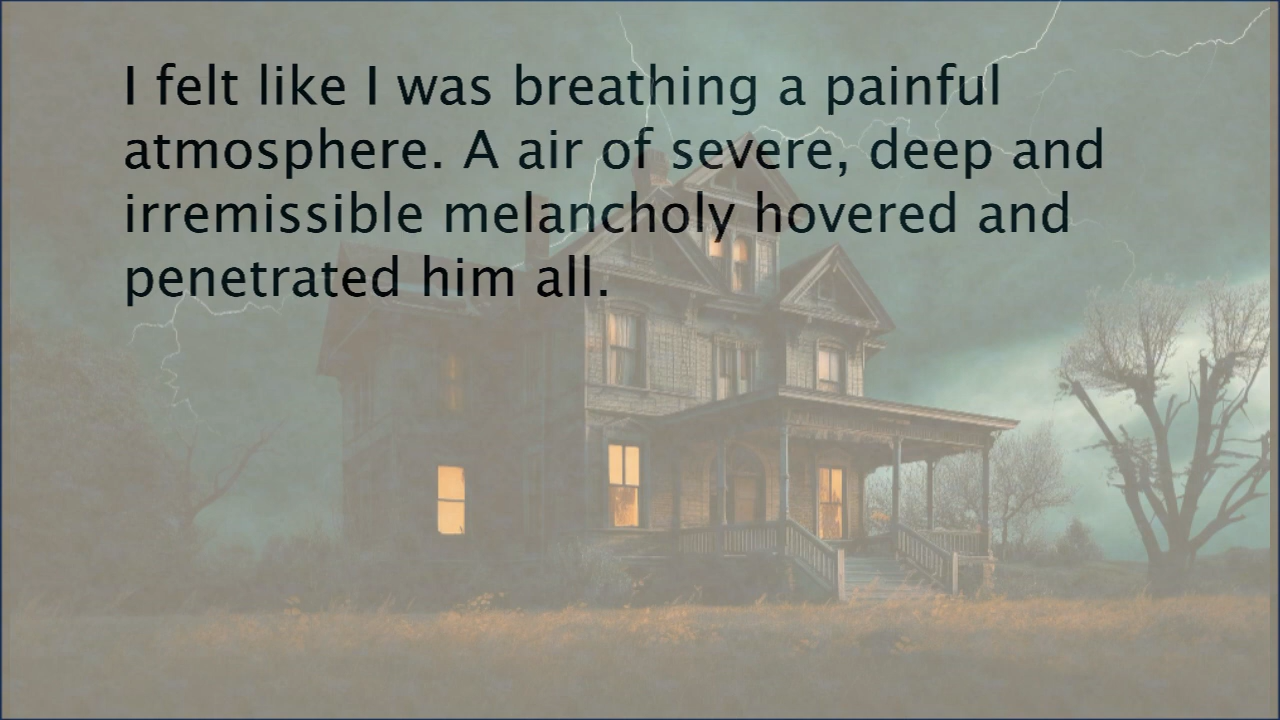 I felt like I was breathing a painful
atmosphere. A air of severe, deep and
irremissible melancholy hovered and
penetrated him all.